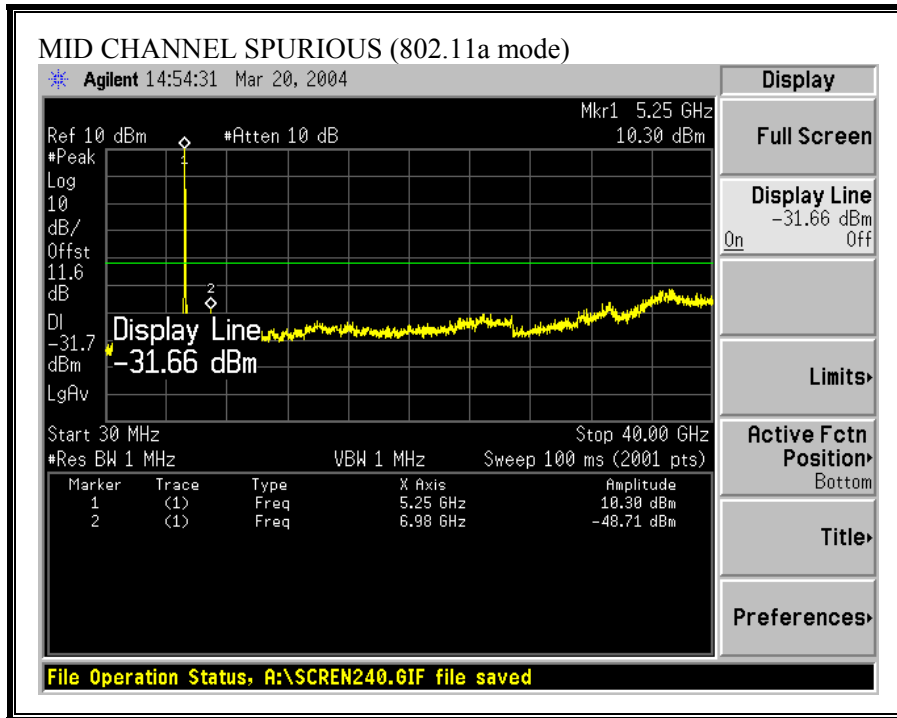 MID CHANNEL SPURIOUS (802.11a mode)
Agilent 14:54:31 Mar 20, 2004
Display
Mkr1 5.25 GHz
Ref 10 dBm #Atten 10 dB 10.30 dBm
Full Screen
#Peak
1
Log
10
dB/
Offst
11.6
dB
2
DI
-31.7
dBm
LgAv
Display Line
-31.66 dBm
Display Line
-31.66 dBm
On Off
Limits
Start 30 MHz Stop 40.00 GHz
#Res BW 1 MHz VBW 1 MHz Sweep 100 ms (2001 pts)
Active Fctn
Position
Bottom
Marker Trace Type X Axis Amplitude
1 (1) Freq 5.25 GHz 10.30 dBm
2 (1) Freq 6.98 GHz -48.71 dBm
Title
Preferences
File Operation Status, A:\SCREN240.GIF file saved